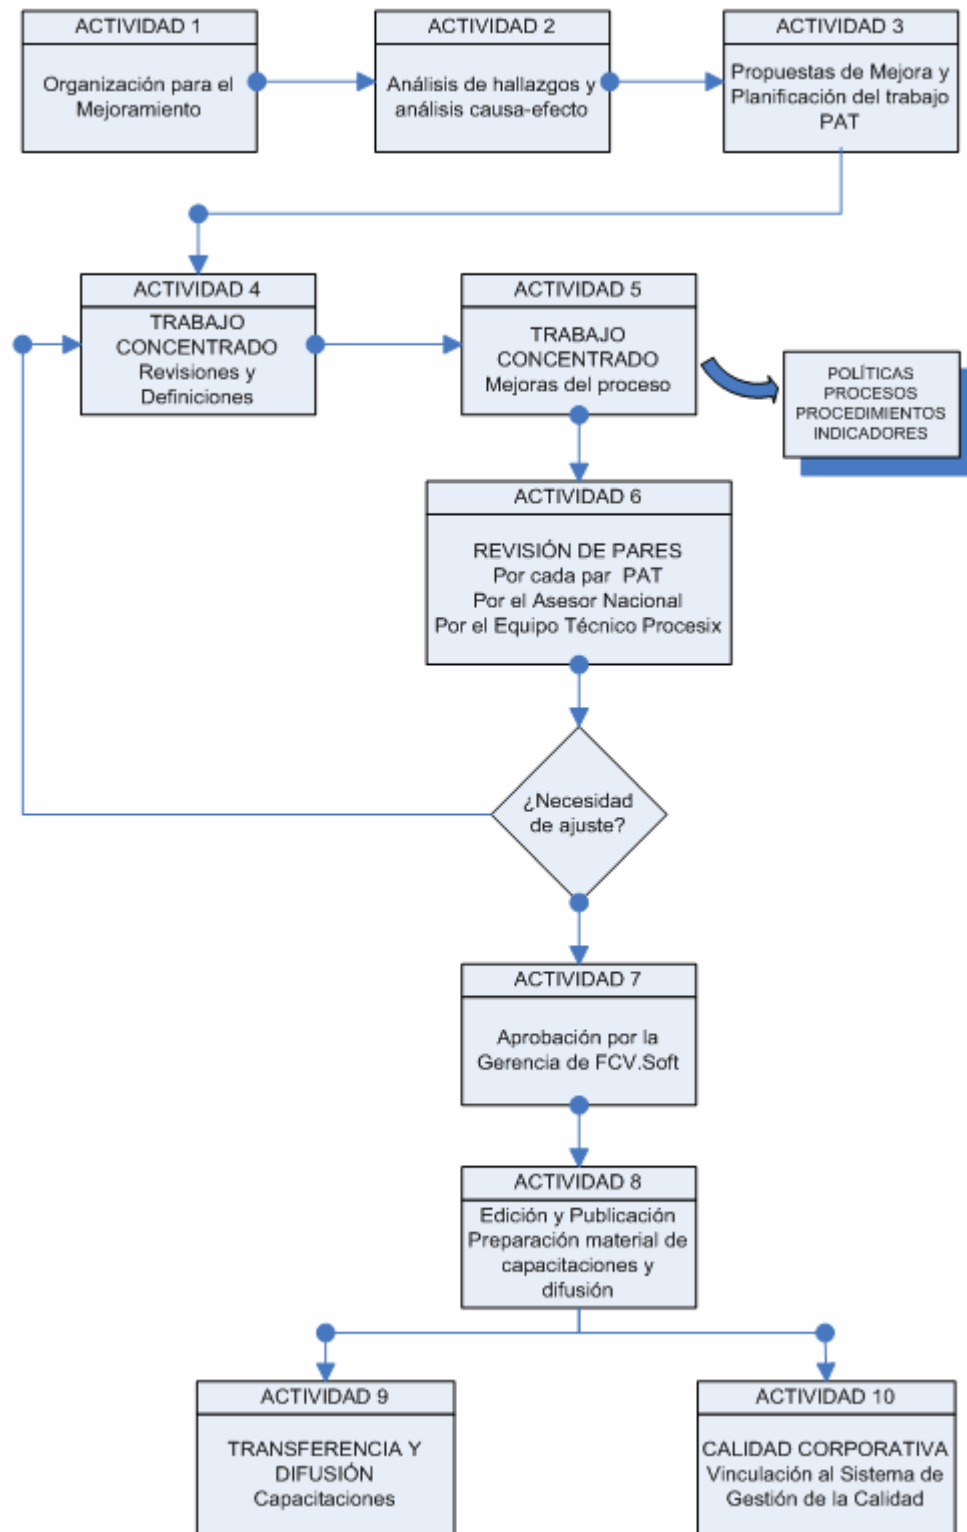 ACTIVIDAD 1
Organización para el
Mejoramiento
ACTIVIDAD 2
Análisis de hallazgos y
análisis causa-efecto
ACTIVIDAD 3
Propuestas de Mejora y
Planificación del trabajo
PAT
ACTIVIDAD 4
TRABAJO
CONCENTRADO
Revisiones y
Definiciones
ACTIVIDAD 5
TRABAJO
CONCENTRADO
Mejoras del proceso
POLÍTICAS
PROCESOS
PROCEDIMIENTOS
INDICADORES
ACTIVIDAD 6
REVISIÓN DE PARES
Por cada par PAT
Por el Asesor Nacional
Por el Equipo Técnico Procesix
¿Necesidad
de ajuste?
ACTIVIDAD 7
Aprobación por la
Gerencia de FCV.Soft
ACTIVIDAD 8
Edición y Publicación
Preparación material de
capacitaciones y
difusión
ACTIVIDAD 9
TRANSFERENCIA Y
DIFUSIÓN
Capacitaciones
ACTIVIDAD 10
CALIDAD CORPORATIVA
Vinculación al Sistema de
Gestión de la Calidad